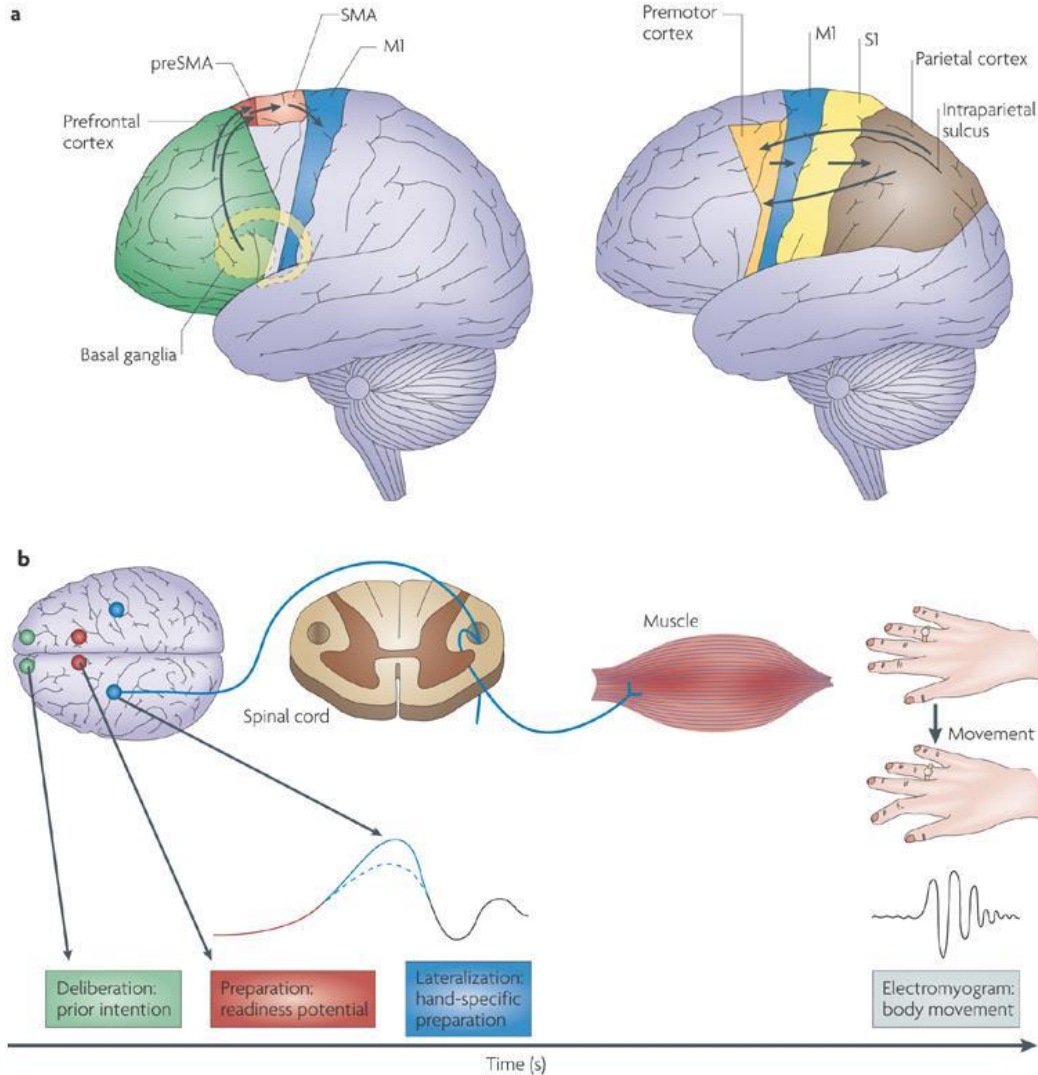 a
SMA
M1
preSMA
Prefrontal
cortex
Basal ganglia
Premotor
cortex
M1
S1
Parietal cortex
Intraparietal
sulcus
b
Spinal cord
Muscle
Movement
Deliberation:
prior intention
Preparation:
readiness potential
Lateralization:
hand-specific
preparation
Electromyogram:
body movement
Time (s)